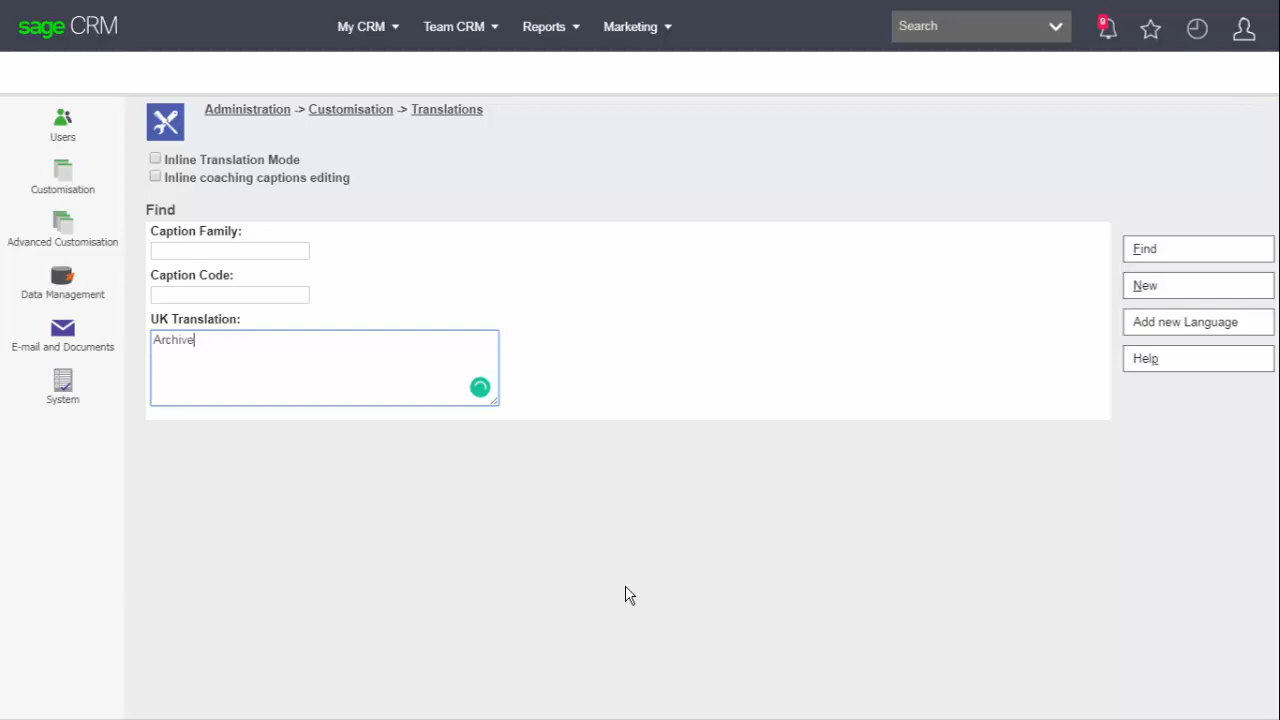 sage CRM
My CRM
Team CRM
Reports
Marketing
Search
9
Users
Customisation
Advanced Customisation
Data Management
E-mail and Documents
System
Administration -> Customisation -> Translations
Inline Translation Mode
Inline coaching captions editing
Find
Caption Family:
Caption Code:
UK Translation:
Archive
Find
New
Add new Language
Help